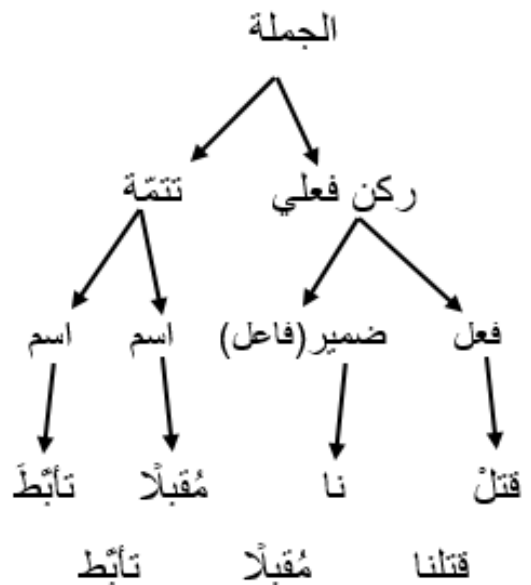 الجملة
ركن فعلي تتمّة
فعل ضمير(فاعل) اسم اسم
قتلْ نا مُقبلًا تأبّطَ
قتلنا مُقبلًا تأبّط